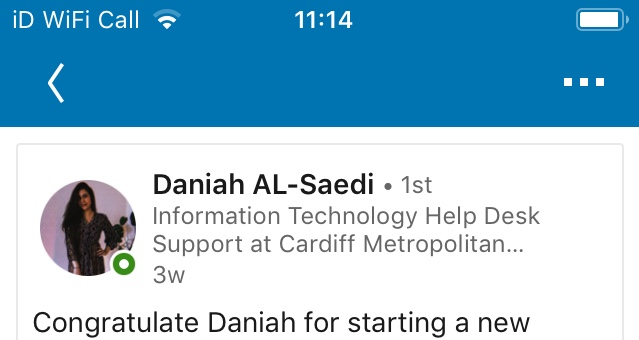 iD WiFi Call 11:14
Daniah AL-Saedi • 1st
Information Technology Help Desk
Support at Cardiff Metropolitan...
3w
Congratulate Daniah for starting a new